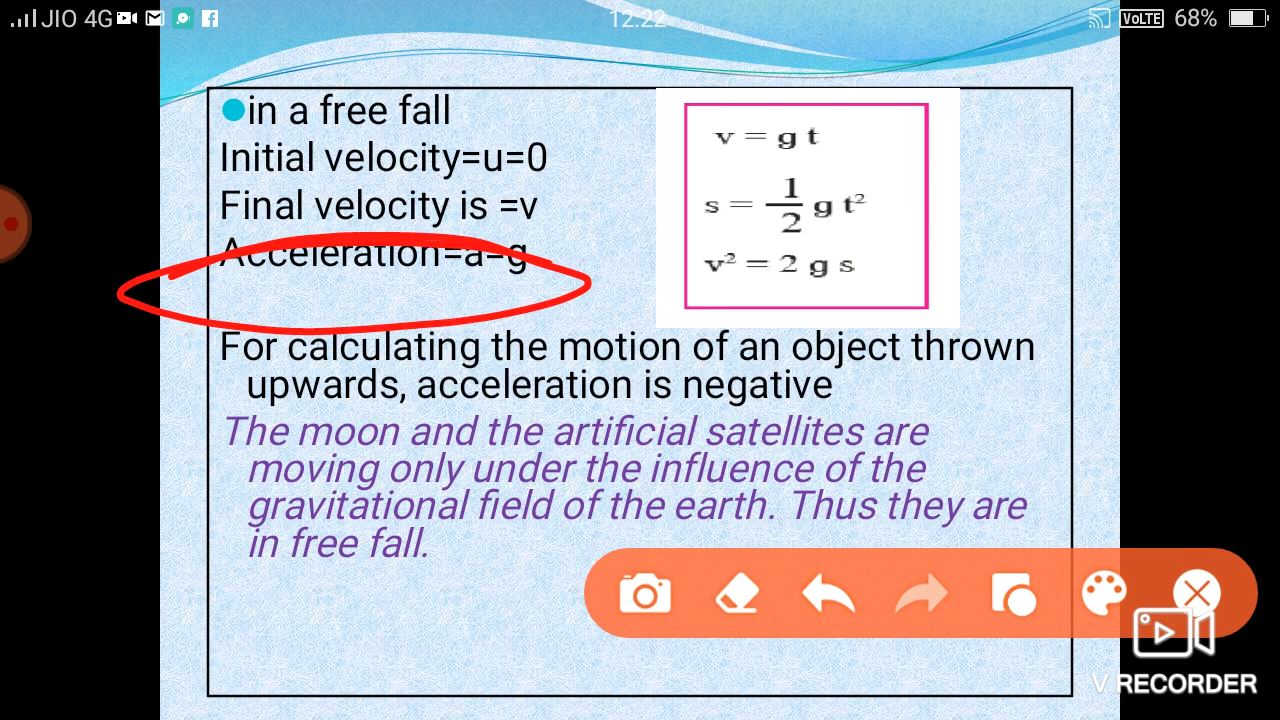 JIO 4G 12.22 VoLTE 68%
in a free fall
Initial velocity=u=0
Final velocity is =v
Acceleration=a=g
v = g t
s = 1/2 g t²
v² = 2 g s
For calculating the motion of an object thrown
upwards, acceleration is negative
The moon and the artificial satellites are
moving only under the influence of the
gravitational field of the earth. Thus they are
in free fall.
V RECORDER